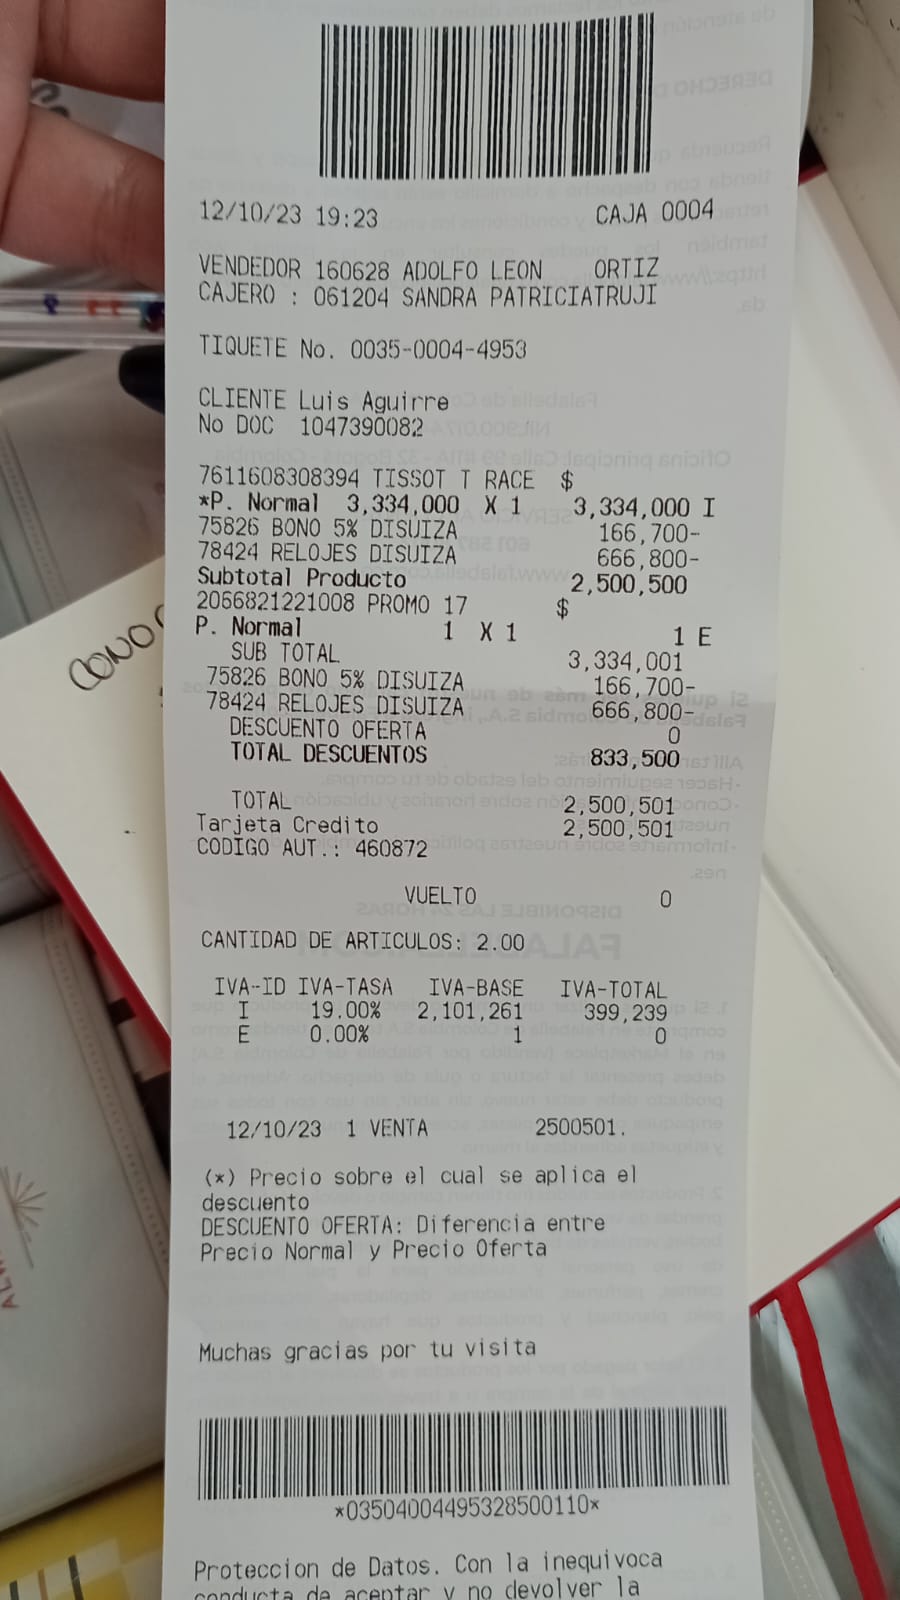 12/10/23 19:23 CAJA 0004
VENDEDOR 160628 ADOLFO LEON ORTIZ
CAJERO : 061204 SANDRA PATRICIATRUJI
TIQUETE No. 0035-0004-4953
CLIENTE Luis Aguirre
No DOC 1047390082
7611608308394 TISSOT T RACE $
*P. Normal 3,334,000 X 1 3,334,000 I
75826 BONO 5% DISUIZA 166,700-
78424 RELOJES DISUIZA 666,800-
Subtotal Producto 2,500,500
2066821221008 PROMO 17 $
P. Normal 1 X 1 1 E
SUB TOTAL 3,334,001
75826 BONO 5% DISUIZA 166,700-
78424 RELOJES DISUIZA 666,800-
DESCUENTO OFERTA 0
TOTAL DESCUENTOS 833,500
TOTAL 2,500,501
Tarjeta Credito 2,500,501
CODIGO AUT.: 460872
VUELTO 0
CANTIDAD DE ARTICULOS: 2.00
IVA-ID IVA-TASA IVA-BASE IVA-TOTAL
I 19.00% 2,101,261 399,239
E 0.00% 1 0
12/10/23 1 VENTA 2500501.
(*) Precio sobre el cual se aplica el
descuento
DESCUENTO OFERTA: Diferencia entre
Precio Normal y Precio Oferta
Muchas gracias por tu visita
*03504004495328500110*
Proteccion de Datos. Con la inequivoca
conducta de aceptar y no devolver la